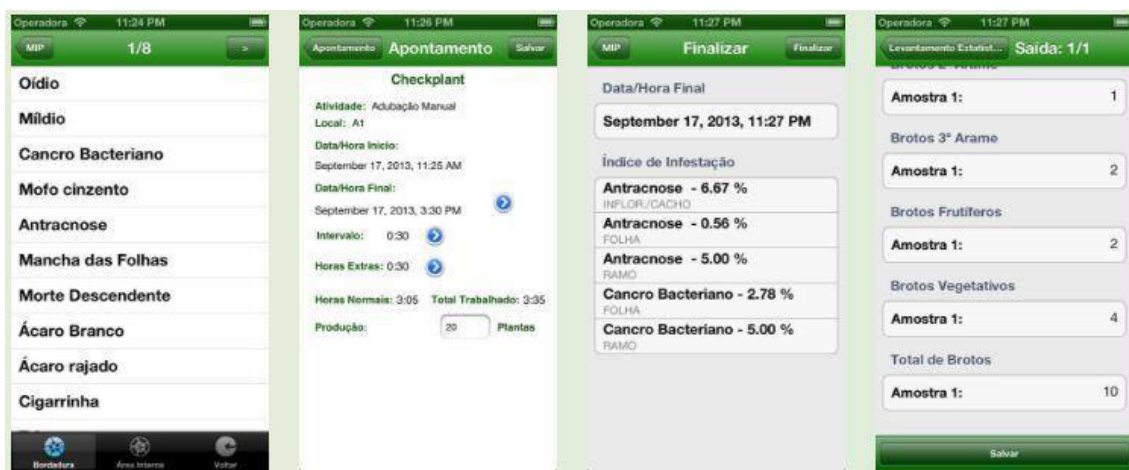 Operadora 11:24 PM
MIP 1/8 >
Oídio
Míldio
Cancro Bacteriano
Mofo cinzento
Antracnose
Mancha das Folhas
Morte Descendente
Ácaro Branco
Ácaro rajado
Cigarrinha
Bordadura Área Interna Voltar
Operadora 11:26 PM
Apontamento Apontamento Salvar
Checkplant
Atividade: Adubação Manual
Local: A1
Data/Hora Início:
September 17, 2013, 11:25 AM
Data/Hora Final:
September 17, 2013, 3:30 PM
Intervalo: 0:30
Horas Extras: 0:30
Horas Normais: 3:05 Total Trabalhado: 3:35
Produção: 20 Plantas
Operadora 11:27 PM
MIP Finalizar Finalizar
Data/Hora Final
September 17, 2013, 11:27 PM
Índice de Infestação
Antracnose - 6.67 %
INFLOR./CACHO
Antracnose - 0.56 %
FOLHA
Antracnose - 5.00 %
RAMO
Cancro Bacteriano - 2.78 %
FOLHA
Cancro Bacteriano - 5.00 %
RAMO
Operadora 11:27 PM
Levantamento Estatíst... Saída: 1/1
Brotos 2º Arame
Amostra 1: 1
Brotos 3º Arame
Amostra 1: 2
Brotos Frutíferos
Amostra 1: 2
Brotos Vegetativos
Amostra 1: 4
Total de Brotos
Amostra 1: 10
Salvar